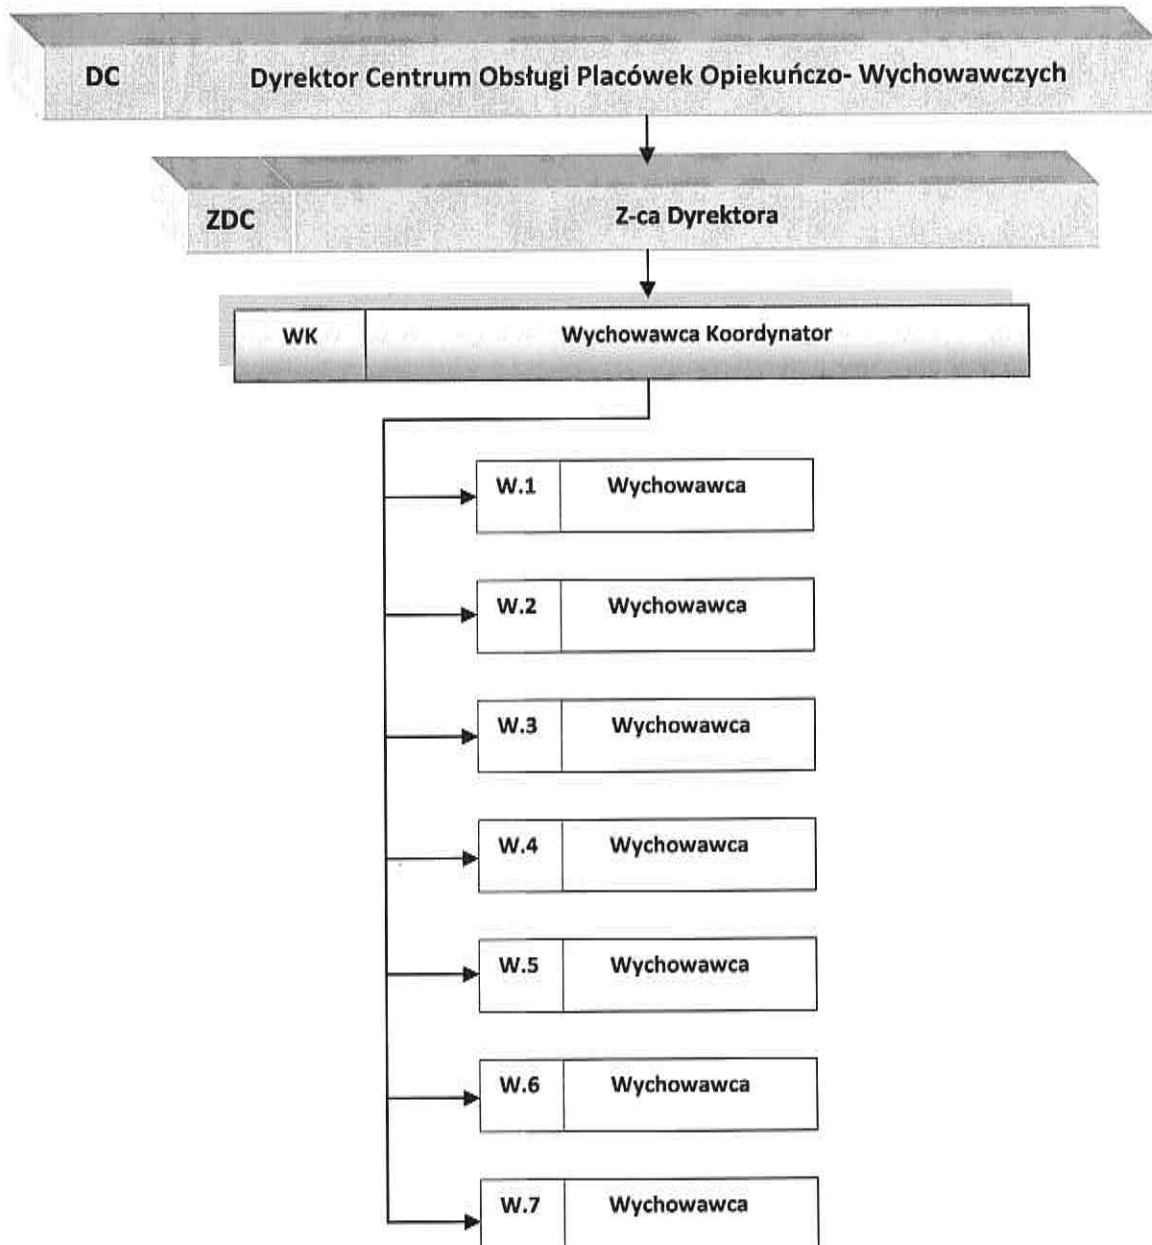 DC Dyrektor Centrum Obsługi Placówek Opiekuńczo- Wychowawczych
ZDC Z-ca Dyrektora
WK Wychowawca Koordynator
W.1 Wychowawca
W.2 Wychowawca
W.3 Wychowawca
W.4 Wychowawca
W.5 Wychowawca
W.6 Wychowawca
W.7 Wychowawca